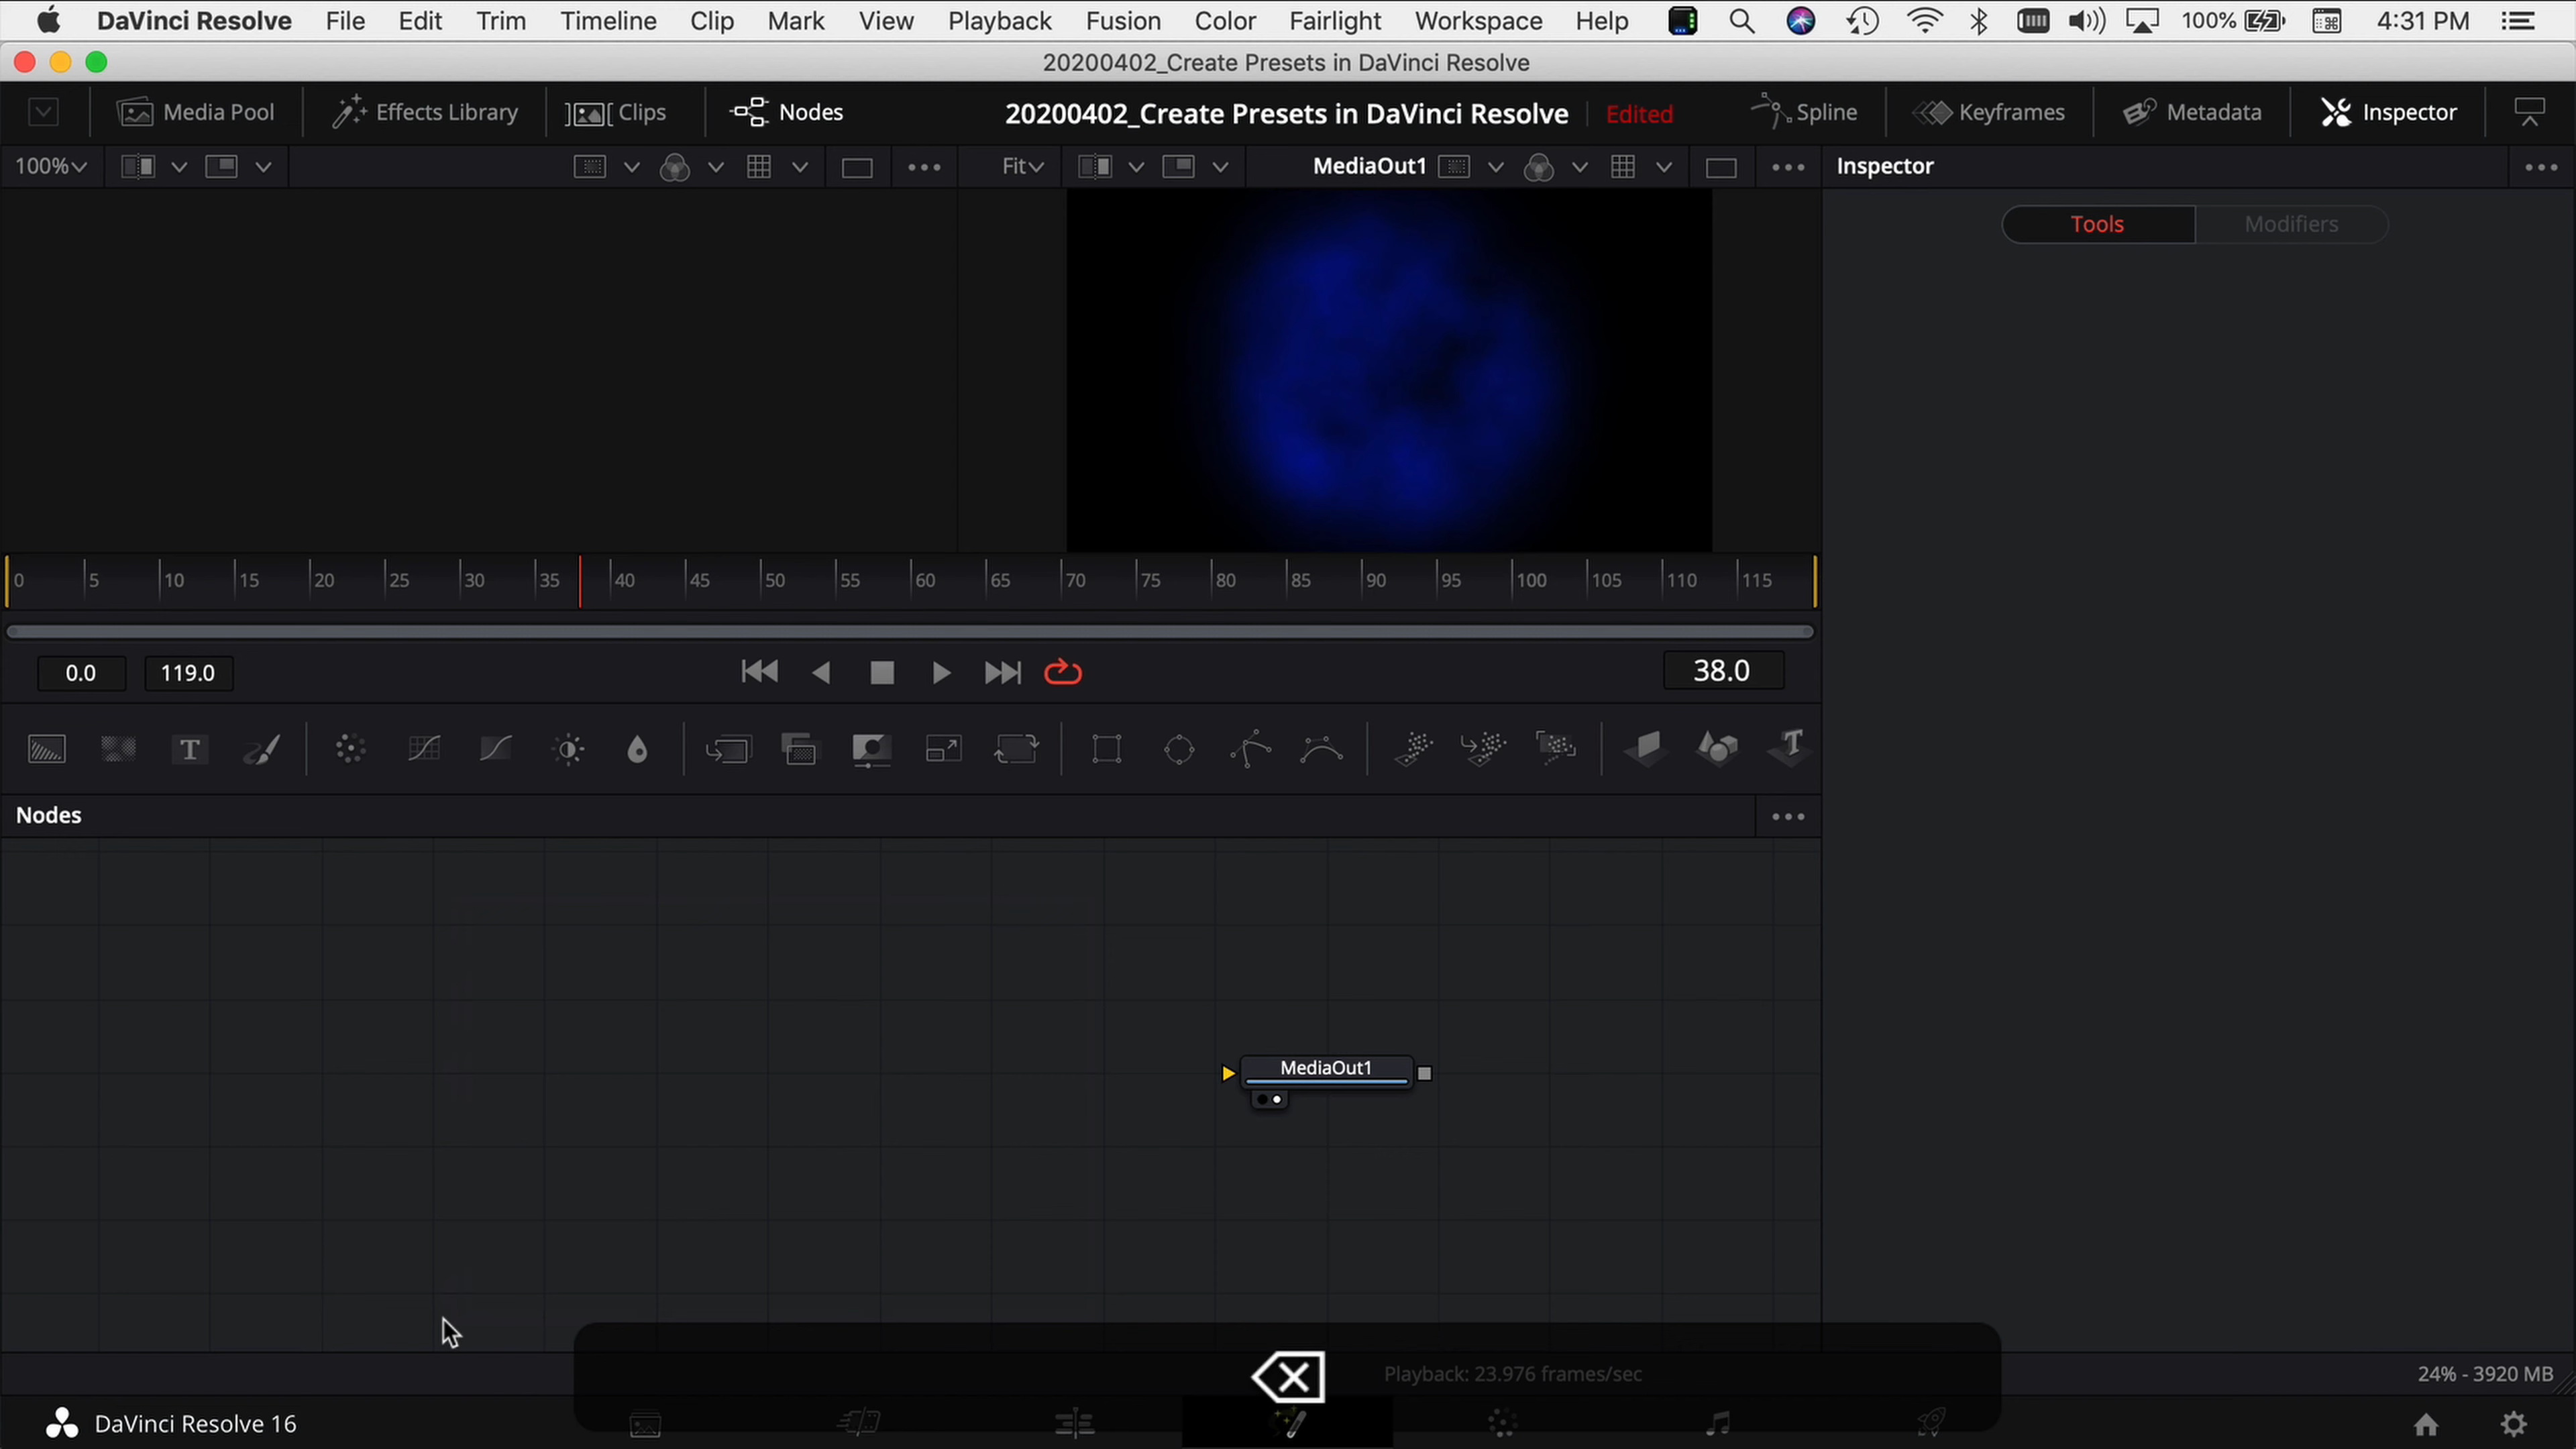 DaVinci Resolve File Edit Trim Timeline Clip Mark View Playback Fusion Color Fairlight Workspace Help 100% 4:31 PM
20200402_Create Presets in DaVinci Resolve
Media Pool Effects Library Clips Nodes 20200402_Create Presets in DaVinci Resolve Edited Spline Keyframes Metadata Inspector
100% Fit MediaOut1 Inspector
Tools Modifiers
0 5 10 15 20 25 30 35 40 45 50 55 60 65 70 75 80 85 90 95 100 105 110 115
0.0 119.0 38.0
T T
Nodes
MediaOut1
Playback: 23.976 frames/sec 24% - 3920 MB
DaVinci Resolve 16